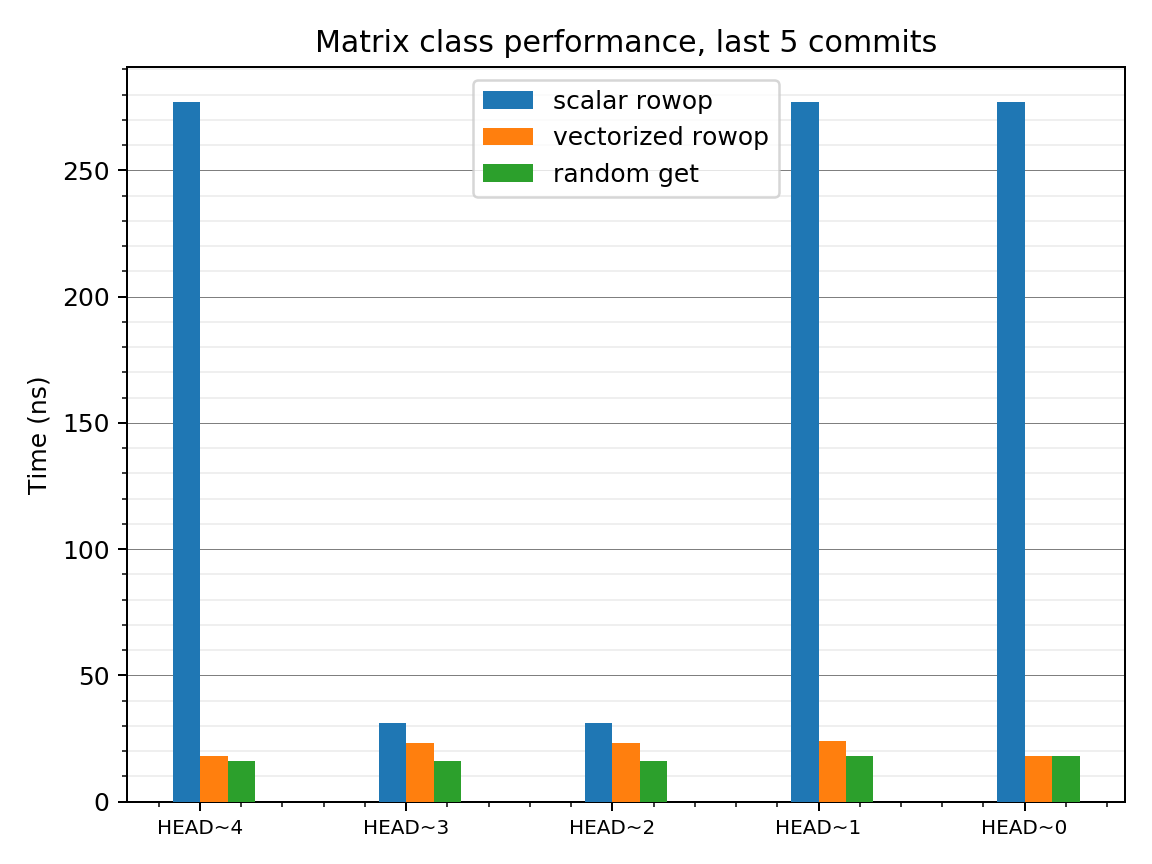 Matrix class performance, last 5 commits
scalar rowop
vectorized rowop
random get
Time (ns)
250
200
150
100
50
0
HEAD~4 HEAD~3 HEAD~2 HEAD~1 HEAD~0